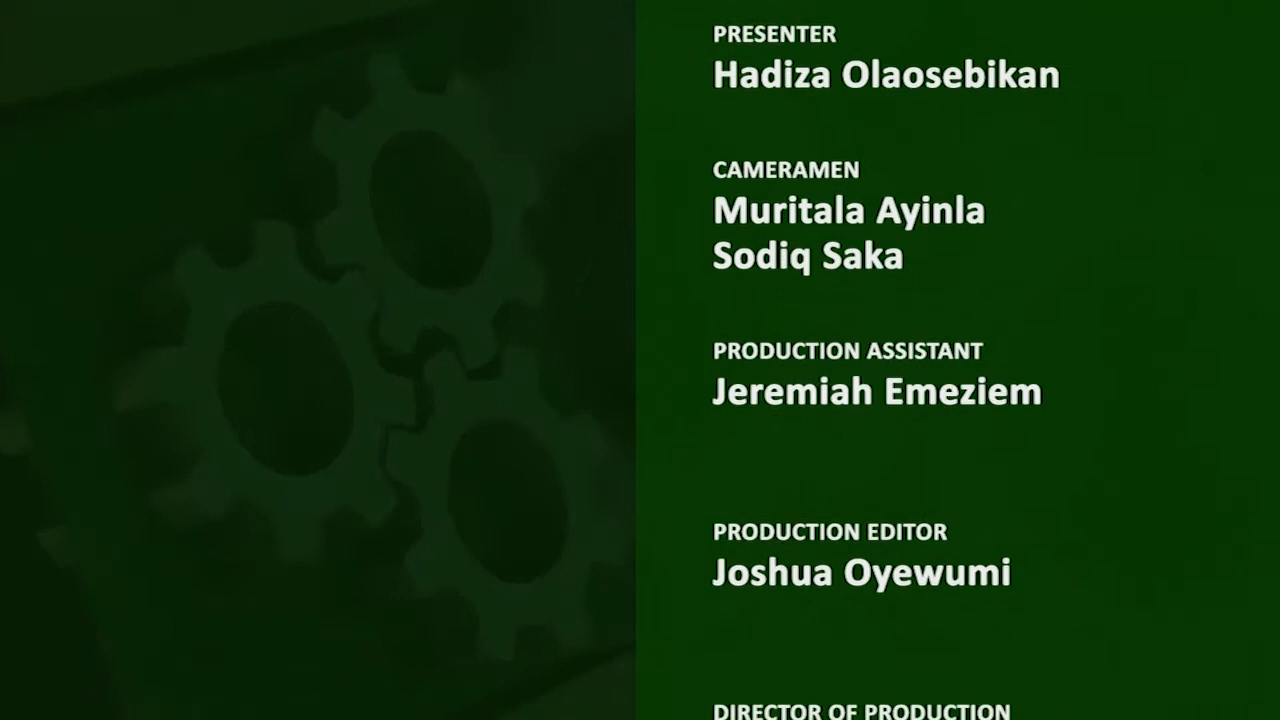 PRESENTER
Hadiza Olaosebikan
CAMERAMEN
Muritala Ayinla
Sodiq Saka
PRODUCTION ASSISTANT
Jeremiah Emeziem
PRODUCTION EDITOR
Joshua Oyewumi
DIRECTOR OF PRODUCTION